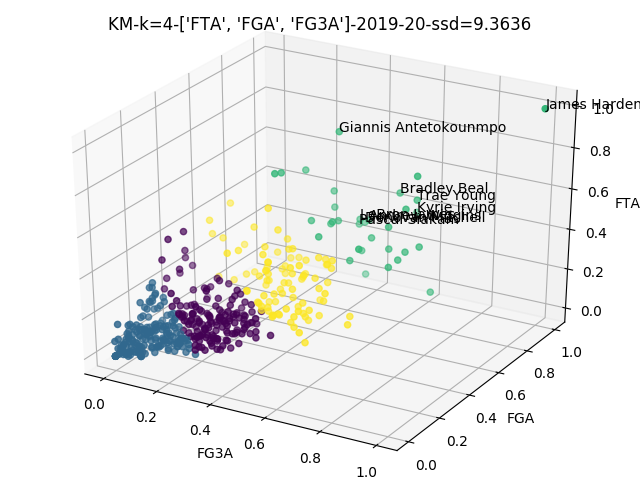 KM-k=4-['FTA', 'FGA', 'FG3A']-2019-20-ssd=9.3636
James Harden
Giannis Antetokounmpo
Bradley Beal
Trae Young
Kyrie Irving
Pascal Siakam
FTA
1.0
0.8
0.6
0.4
0.2
0.0
FG3A
0.0
0.2
0.4
0.6
0.8
1.0
FGA
0.0
0.2
0.4
0.6
0.8
1.0